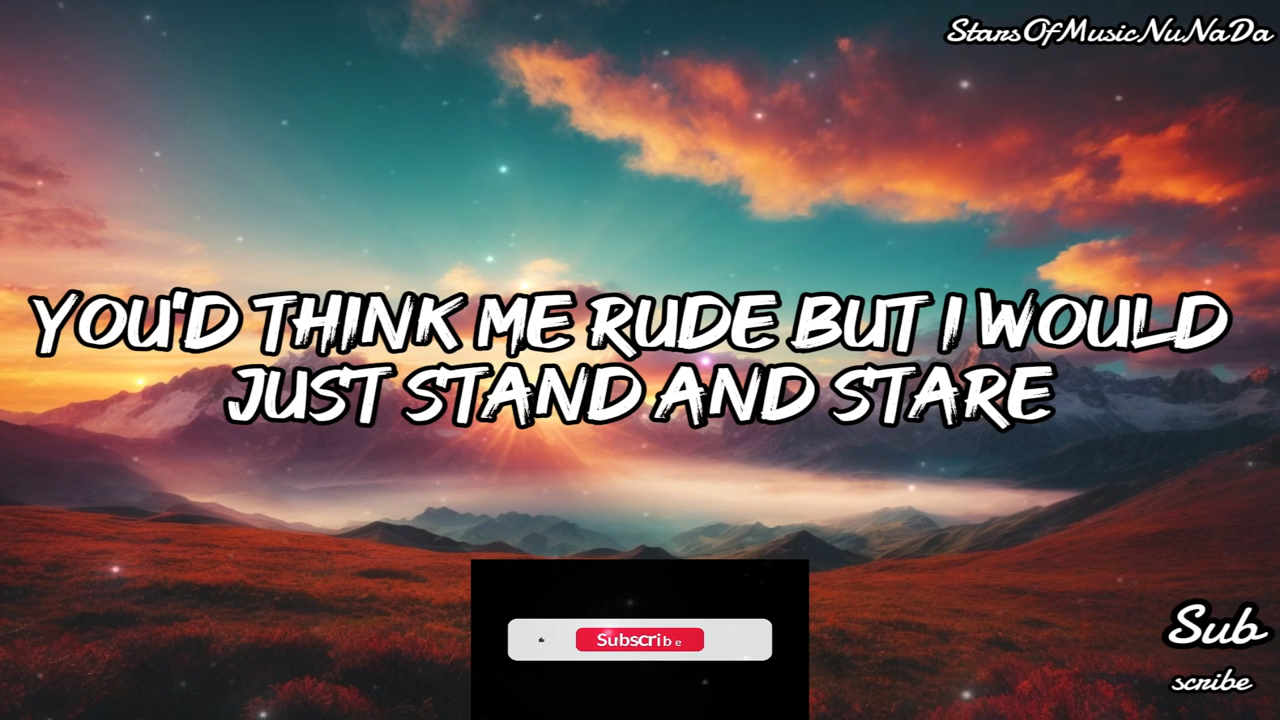 StarsOfMusicNuNaDa
YOU'D THINK ME RUDE BUT I WOULD
JUST STAND AND STARE
Subscribe
Sub
scribe